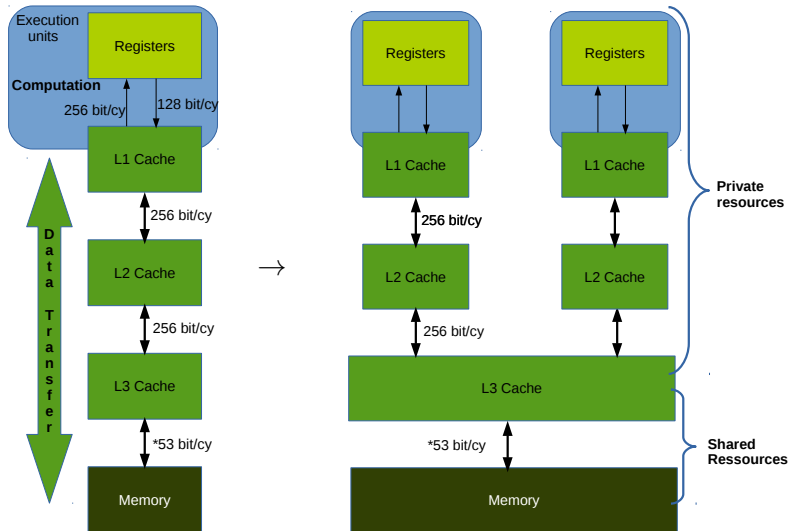 Execution
units
Registers
Computation
256 bit/cy
128 bit/cy
L1 Cache
256 bit/cy
L2 Cache
256 bit/cy
L3 Cache
*53 bit/cy
Memory
Data Transfer
→
Registers
Registers
L1 Cache
L1 Cache
256 bit/cy
L2 Cache
L2 Cache
256 bit/cy
L3 Cache
*53 bit/cy
Memory
Private
resources
Shared
Ressources